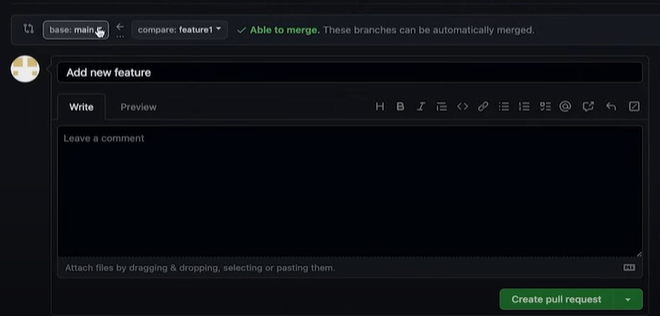 base: main
compare: feature1
Able to merge. These branches can be automatically merged.
Add new feature
Write
Preview
H B I
Leave a comment
Attach files by dragging & dropping, selecting or pasting them.
Create pull request